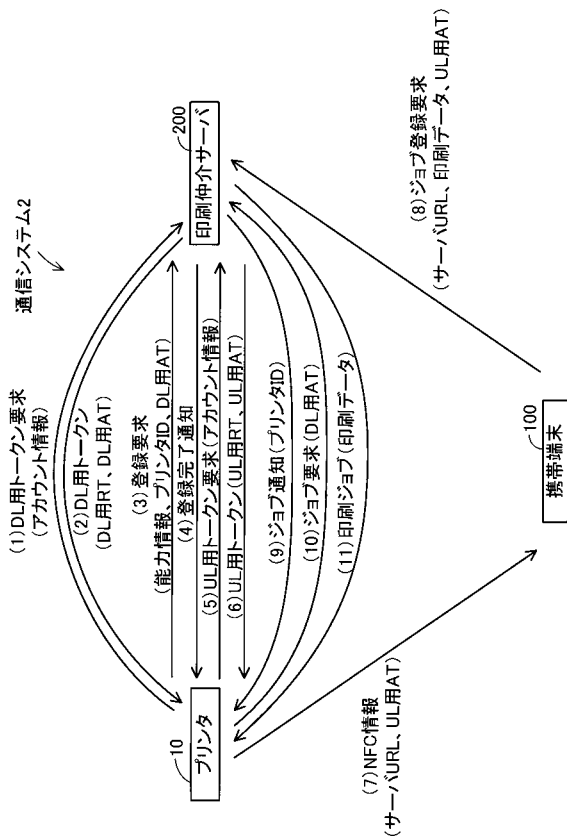 通信システム2
(1)DL用トークン要求
(アカウント情報)
(2)DL用トークン
(DL用RT、DL用AT)
(3)登録要求
(能力情報、プリンタID、DL用AT)
(4)登録完了通知
(5)UL用トークン要求(アカウント情報)
(6)UL用トークン(UL用RT、UL用AT)
(9)ジョブ通知(プリンタID)
(10)ジョブ要求(DL用AT)
(11)印刷ジョブ(印刷データ)
10
プリンタ
200
印刷仲介サーバ
(7)NFC情報
(サーバURL、UL用AT)
(8)ジョブ登録要求
(サーバURL、印刷データ、UL用AT)
100
携帯端末